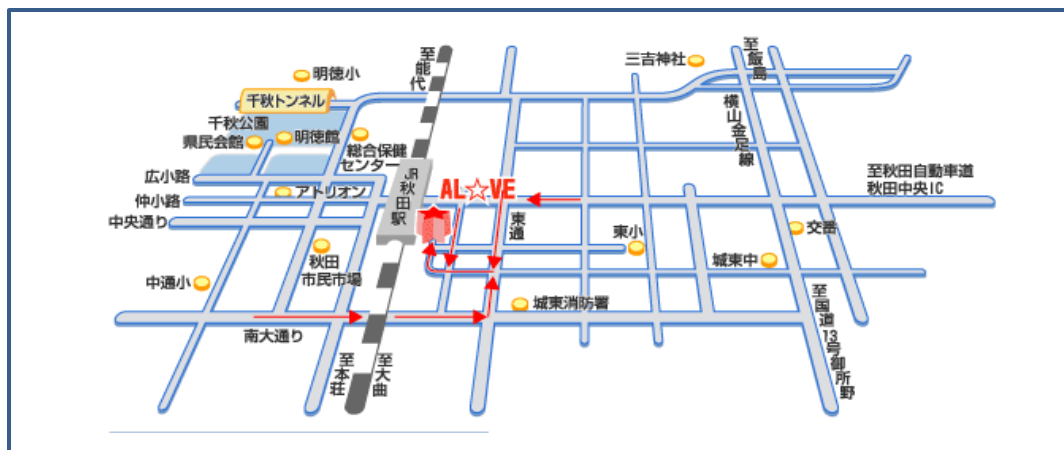 明徳小
至能代
三吉神社
至飯島
千秋トンネル
千秋公園
県民会館
明徳館
総合保健
センター
横山金足線
至秋田自動車道
秋田中央IC
広小路
アトリオン
仲小路
中央通り
JR秋田駅
AL☆VE
東通
東小
交番
城東中
秋田
市民市場
中通小
城東消防署
南大通り
至本荘
至大曲
至国道13号御所野